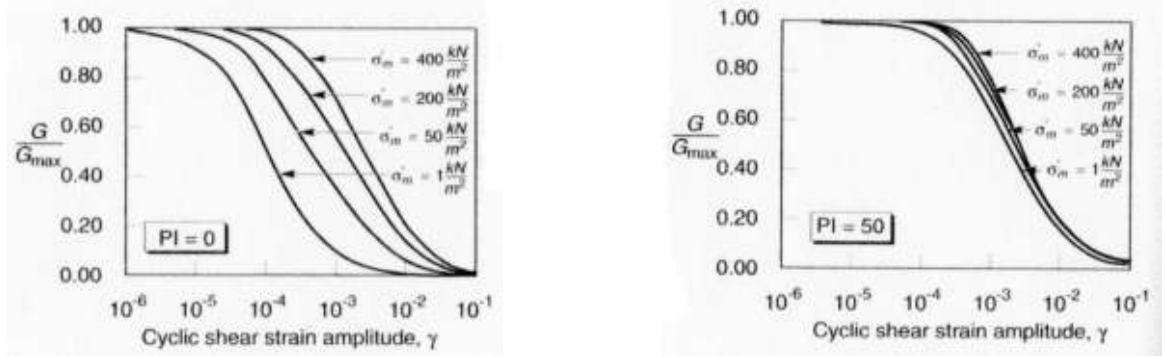 1.00
0.80
0.60
0.40
0.20
0.00
G
Gmax
σ'm = 400 kN/m²
σ'm = 200 kN/m²
σ'm = 50 kN/m²
σ'm = 1 kN/m²
PI = 0
10⁻⁶ 10⁻⁵ 10⁻⁴ 10⁻³ 10⁻² 10⁻¹
Cyclic shear strain amplitude, γ
1.00
0.80
0.60
0.40
0.20
0.00
G
Gmax
σ'm = 400 kN/m²
σ'm = 200 kN/m²
σ'm = 50 kN/m²
σ'm = 1 kN/m²
PI = 50
10⁻⁶ 10⁻⁵ 10⁻⁴ 10⁻³ 10⁻² 10⁻¹
Cyclic shear strain amplitude, γ